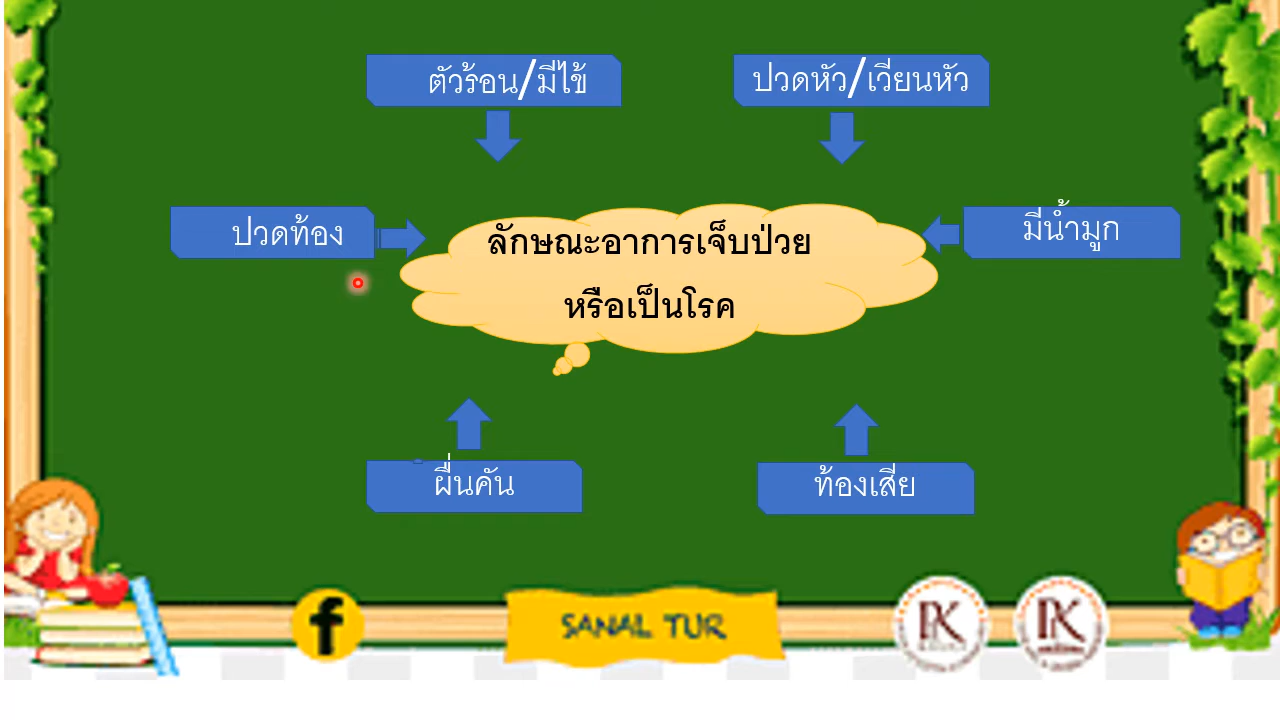 ตัวร้อน/มีไข้
ปวดหัว/เวียนหัว
ปวดท้อง
ลักษณะอาการเจ็บป่วย
หรือเป็นโรค
มีน้ำมูก
ผื่นคัน
ท้องเสีย
f
SANAL TUR
PK
PK